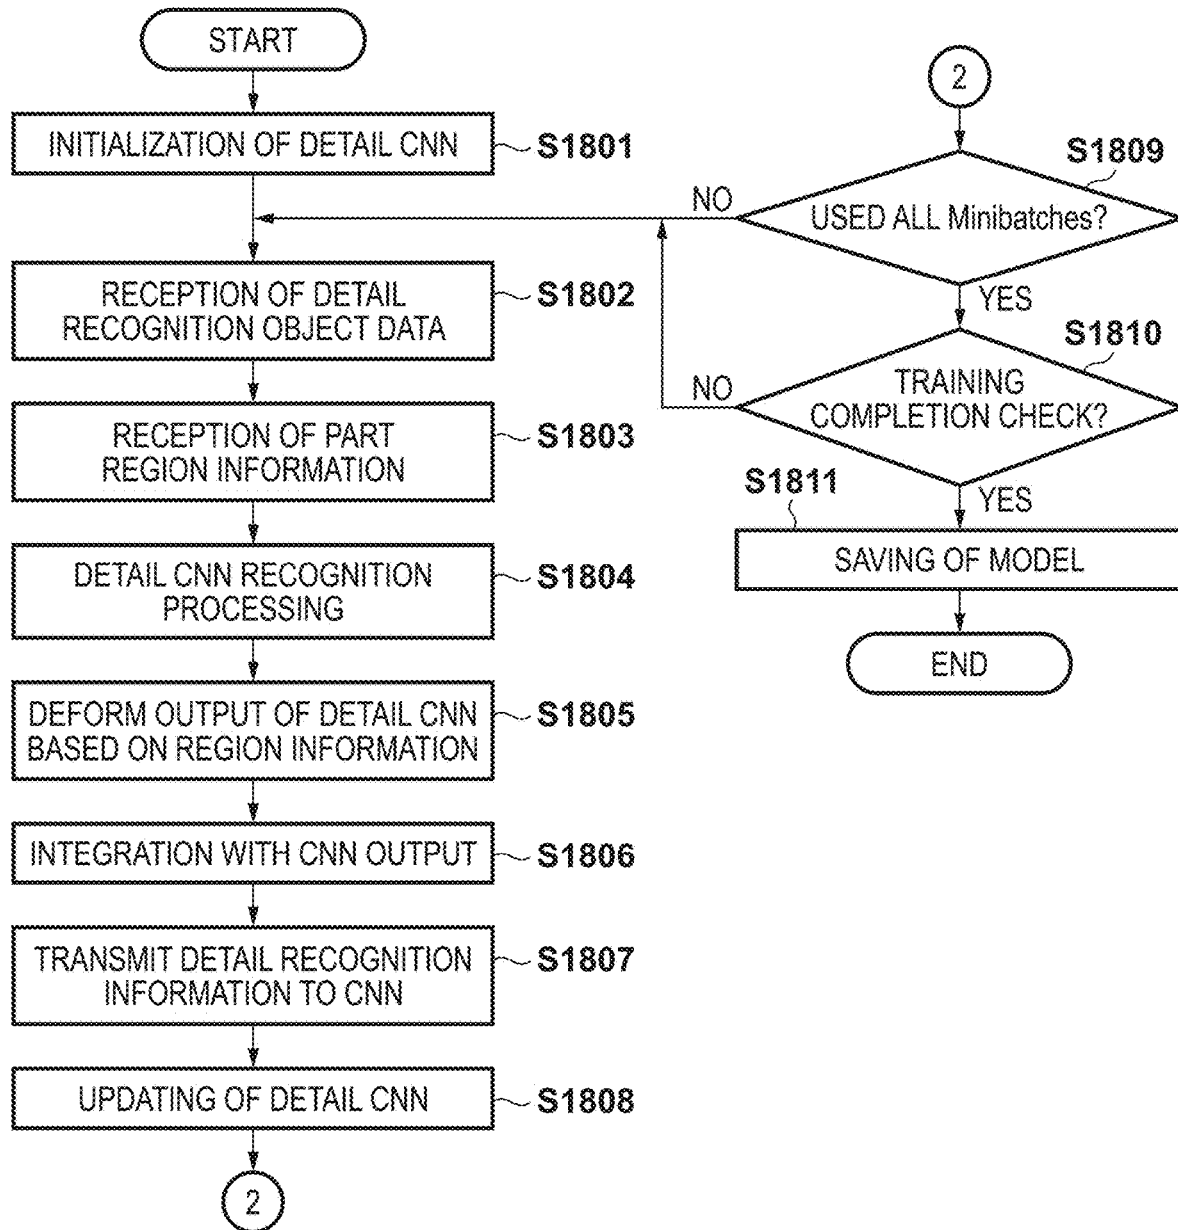 START
INITIALIZATION OF DETAIL CNN
S1801
RECEPTION OF DETAIL
RECOGNITION OBJECT DATA
S1802
RECEPTION OF PART
REGION INFORMATION
S1803
DETAIL CNN RECOGNITION
PROCESSING
S1804
DEFORM OUTPUT OF DETAIL CNN
BASED ON REGION INFORMATION
S1805
INTEGRATION WITH CNN OUTPUT
S1806
TRANSMIT DETAIL RECOGNITION
INFORMATION TO CNN
S1807
UPDATING OF DETAIL CNN
S1808
2
2
S1809
NO
USED ALL Minibatches?
YES
S1810
NO
TRAINING
COMPLETION CHECK?
YES
S1811
SAVING OF MODEL
END